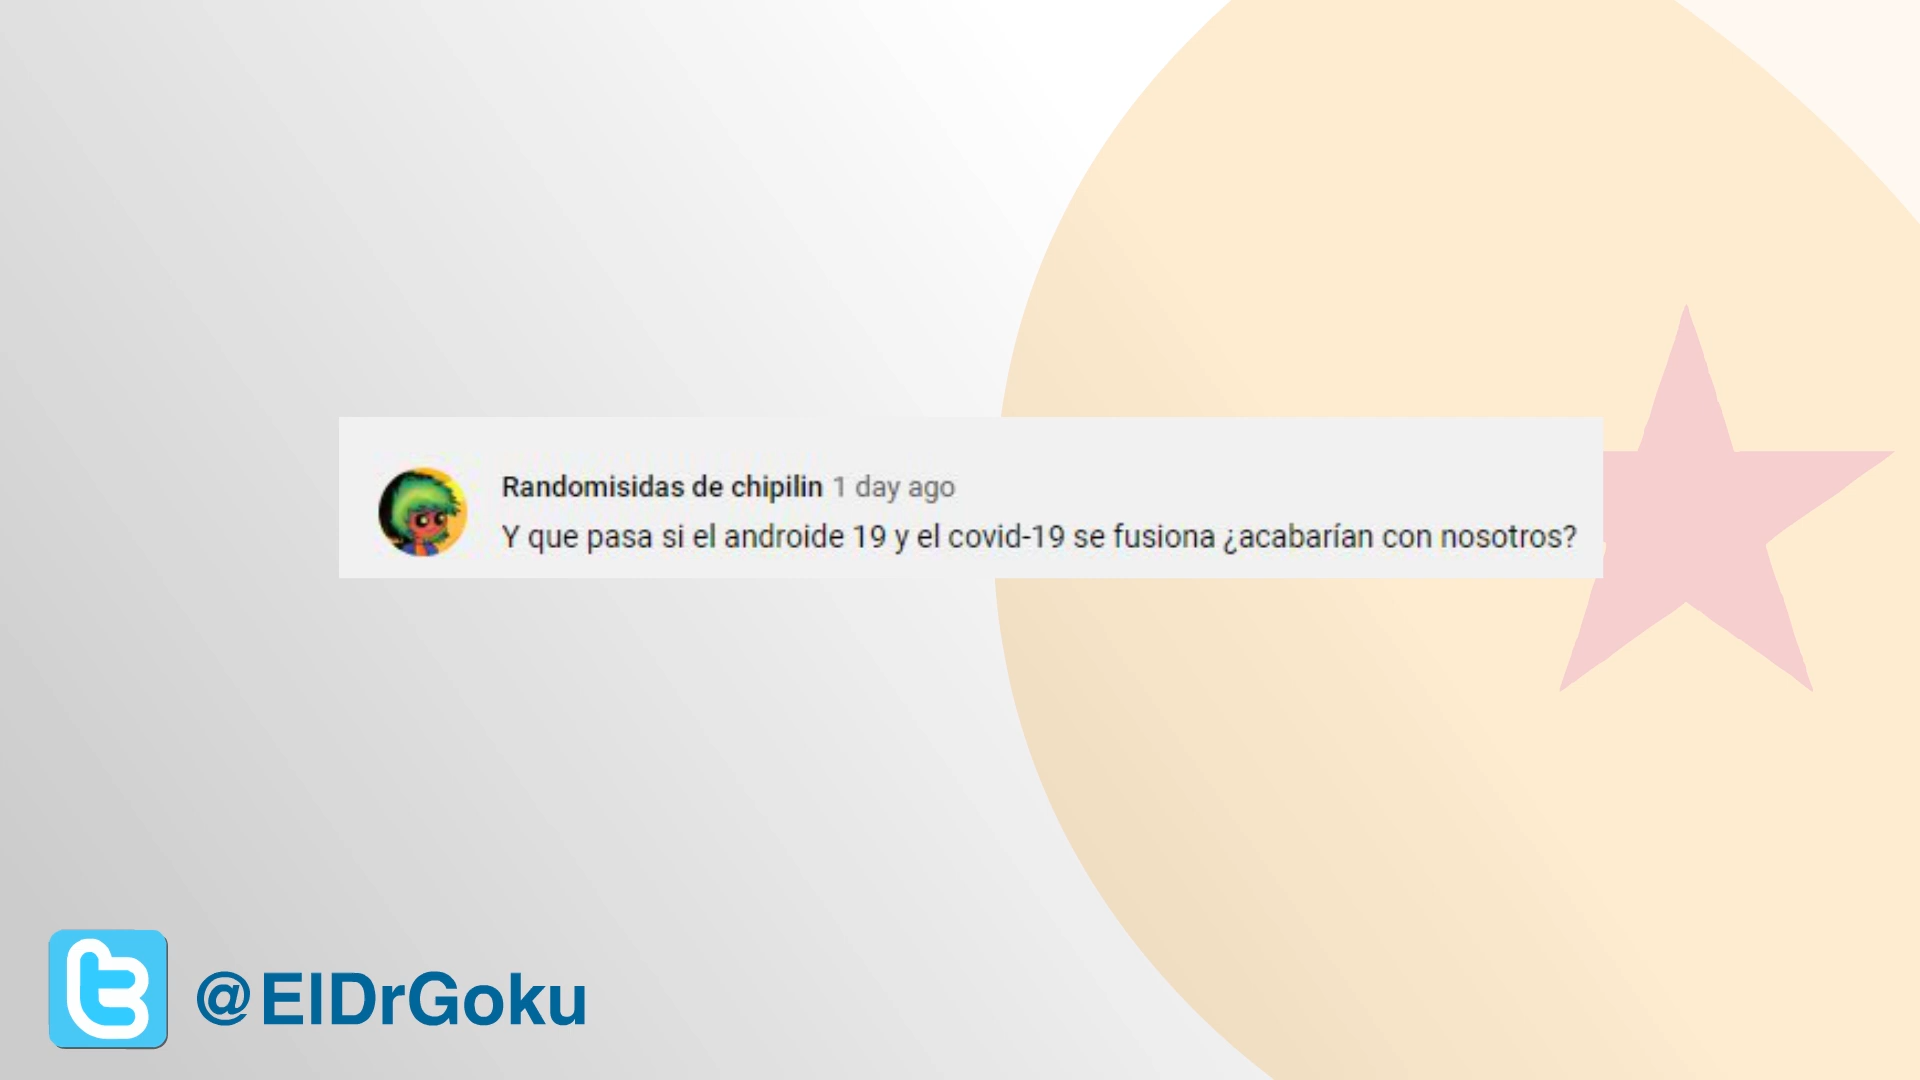 Randomisidas de chipilin 1 day ago
Y que pasa si el androide 19 y el covid-19 se fusiona ¿acabarían con nosotros?
@ElDrGoku